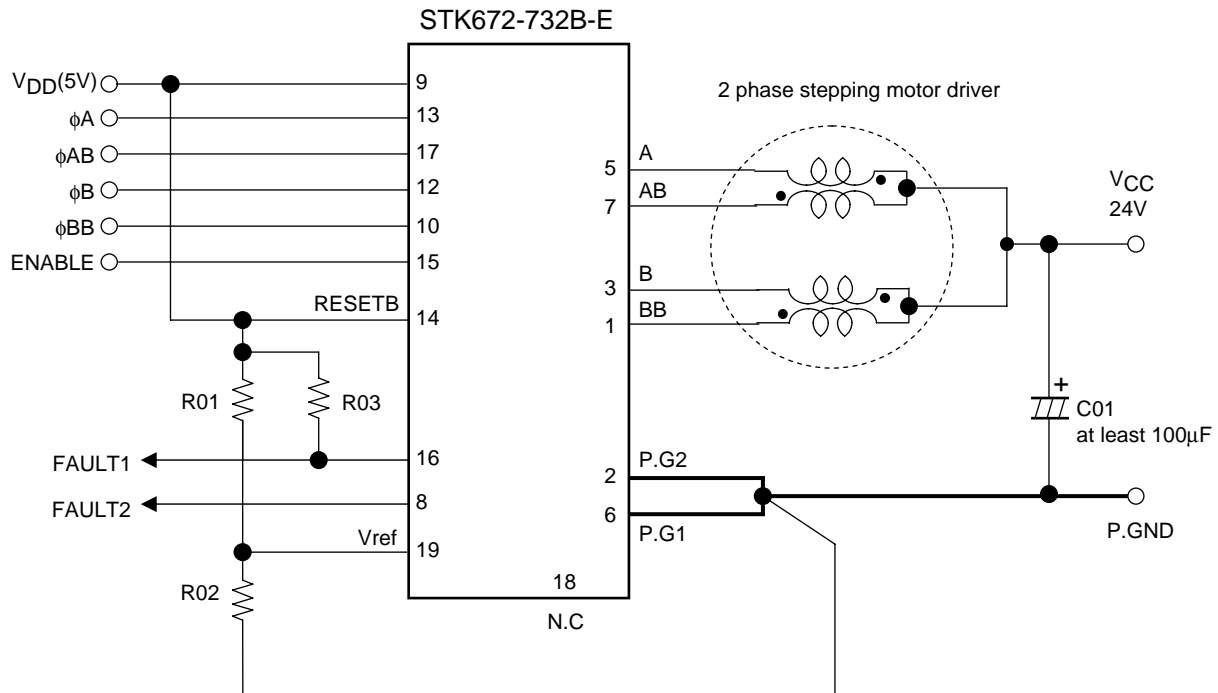 STK672-732B-E
VDD(5V)
9
ϕA
13
ϕAB
17
ϕB
12
ϕBB
10
ENABLE
15
RESETB
14
R01
R03
FAULT1
16
FAULT2
8
Vref
19
R02
18
N.C
2 phase stepping motor driver
5
A
AB
7
3
B
BB
1
VCC
24V
+
C01
at least 100μF
P.G2
2
6
P.G1
P.GND